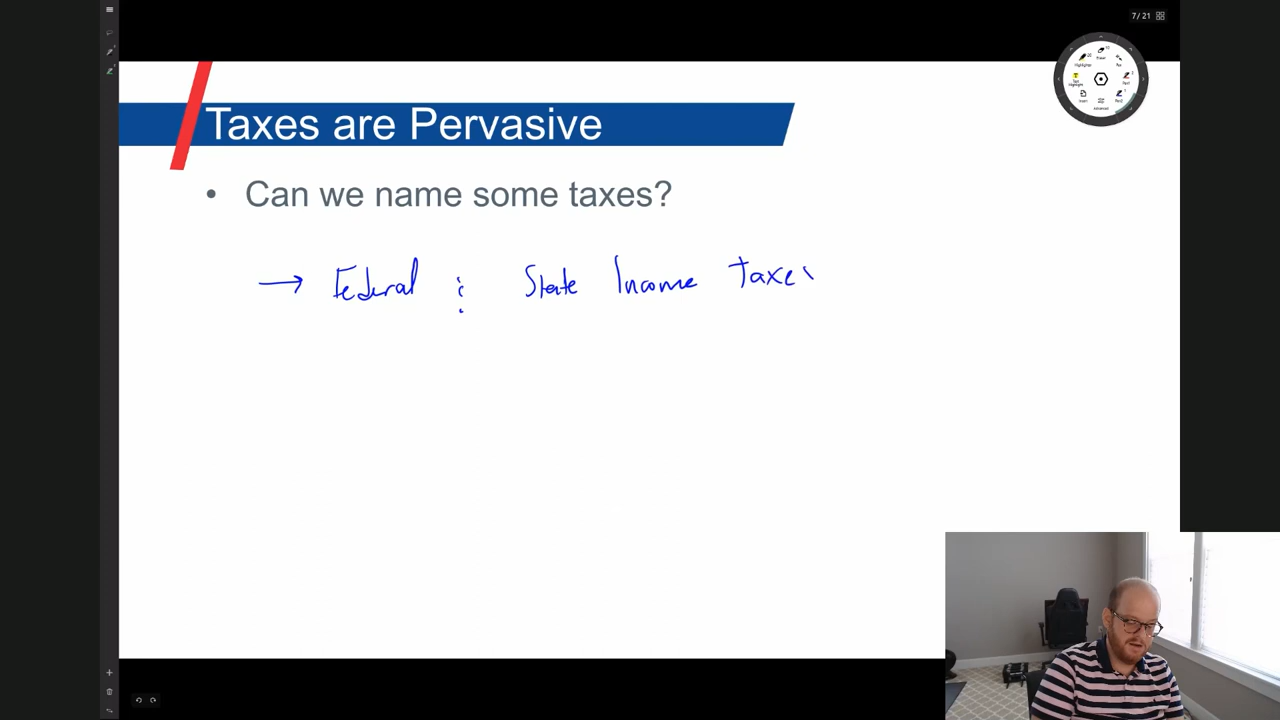 7 / 21
Taxes are Pervasive
• Can we name some taxes?
→ Federal & State Income Taxes